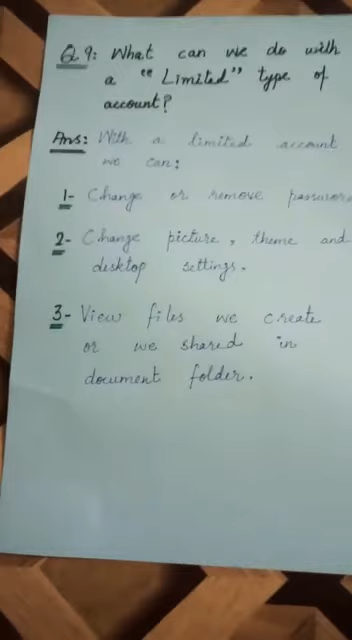 Q 9: What can we do with
a "Limited" type of
account?
Ans: With a limited account
we can:
1- Change or remove
2- Change picture, theme and
desktop settings.
3- View files we create
or we shared in
document folder.